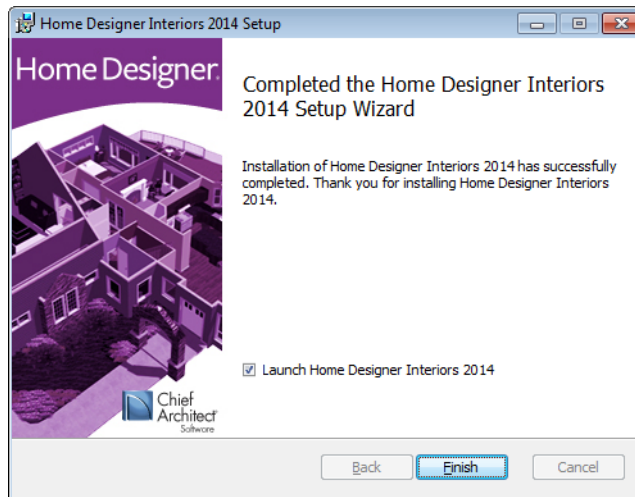 Home Designer Interiors 2014 Setup
Home Designer.
Completed the Home Designer Interiors
2014 Setup Wizard
Installation of Home Designer Interiors 2014 has successfully
completed. Thank you for installing Home Designer Interiors
2014.
Launch Home Designer Interiors 2014
Chief
Architect
Software
Back
Finish
Cancel